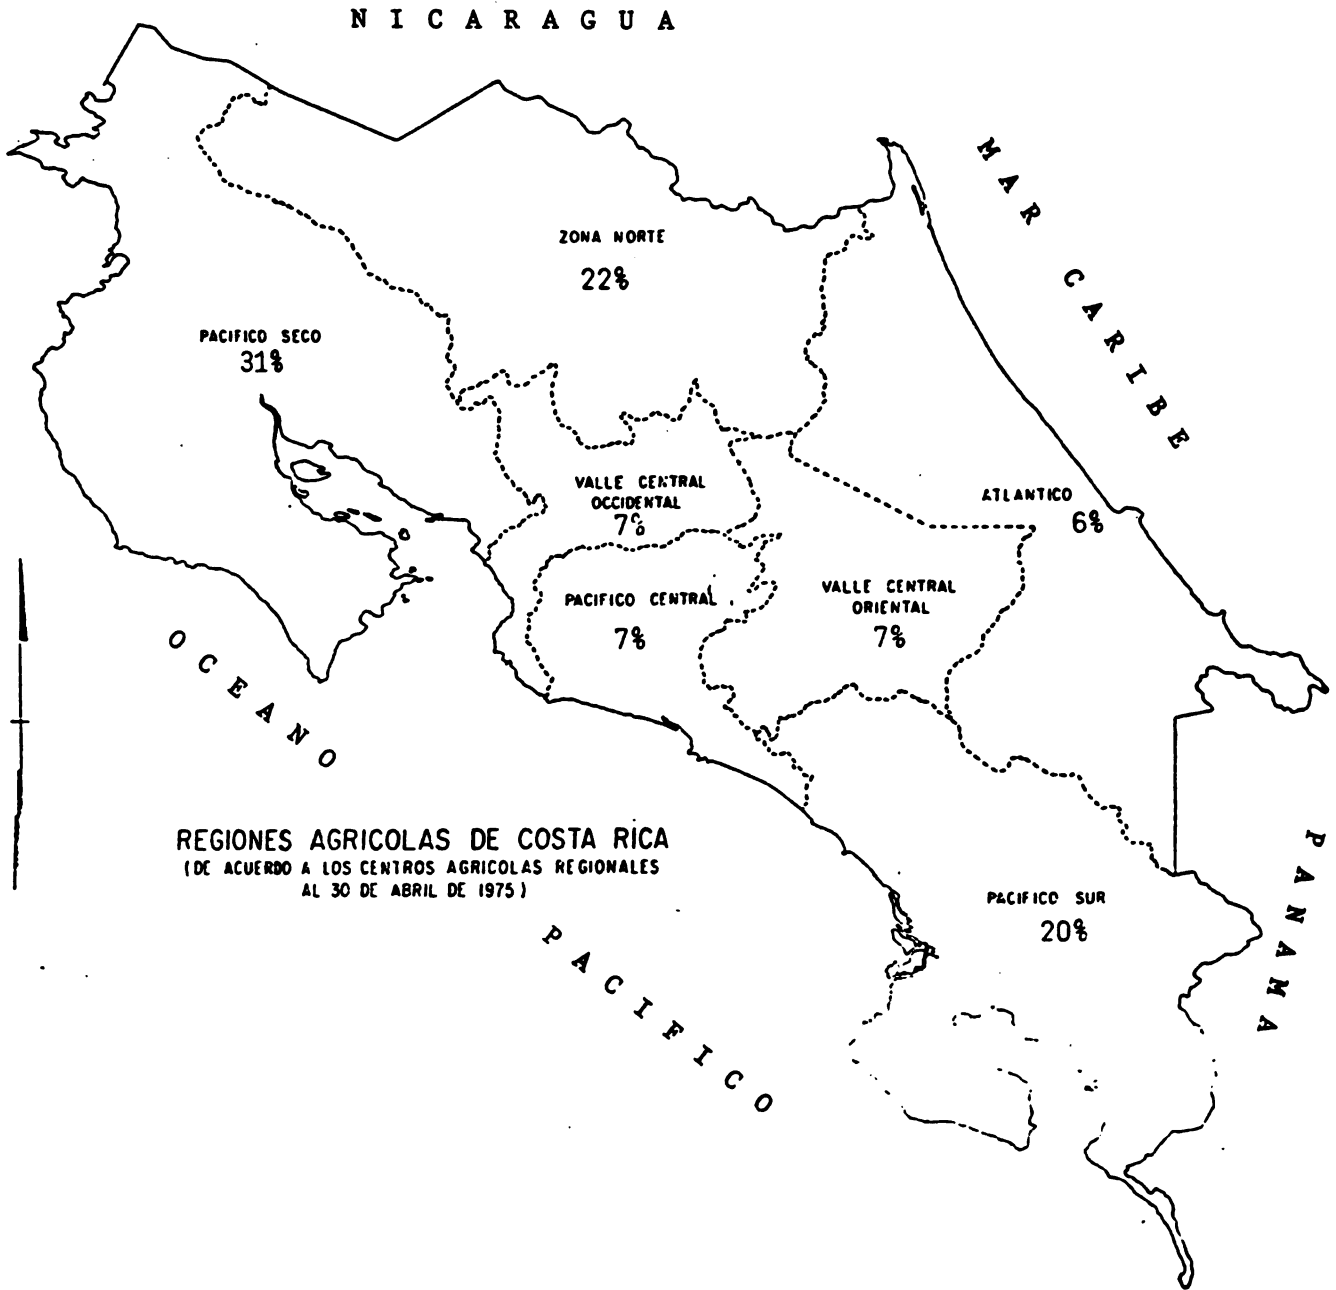 NICARAGUA
MAR CARIBE
ZONA NORTE
22%
PACIFICO SECO
31%
VALLE CENTRAL
OCCIDENTAL
7%
ATLANTICO
6%
PACIFICO CENTRAL
7%
VALLE CENTRAL
ORIENTAL
7%
OCEANO
PACIFICO
REGIONES AGRICOLAS DE COSTA RICA
(DE ACUERDO A LOS CENTROS AGRICOLAS REGIONALES
AL 30 DE ABRIL DE 1975)
PACIFICO SUR
20%
PANAMA